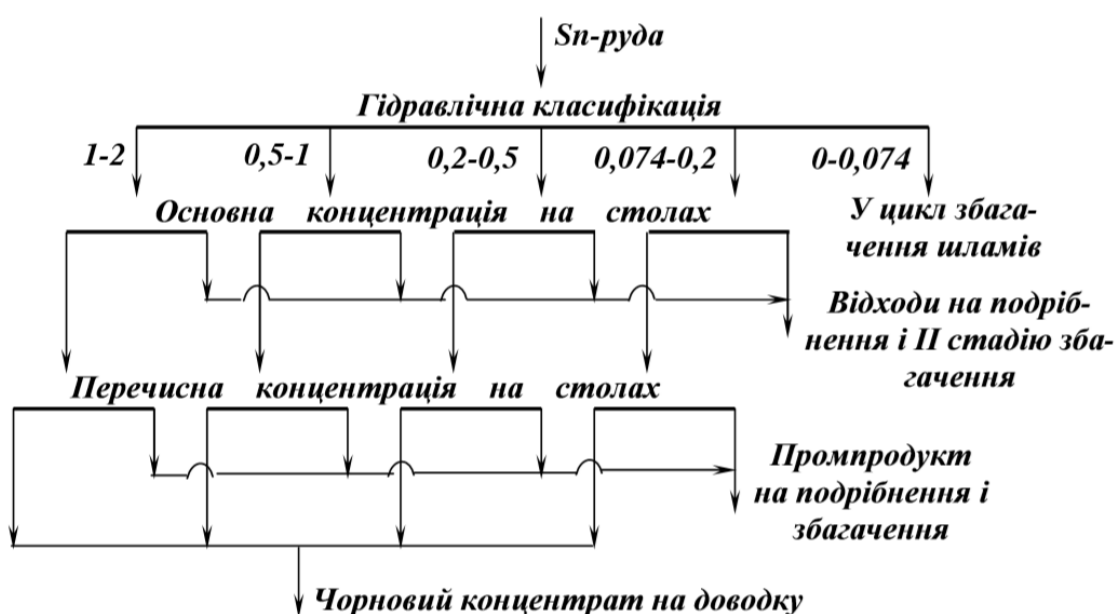 Sn-руда
Гідравлічна класифікація
1-2 0,5-1 0,2-0,5 0,074-0,2 0-0,074
Основна концентрація на столах
У цикл збага-
чення шламів
Відходи на подріб-
нення і ІІ стадію зба-
гачення
Перечисна концентрація на столах
Промпродукт
на подрібнення і
збагачення
Чорновий концентрат на доводку